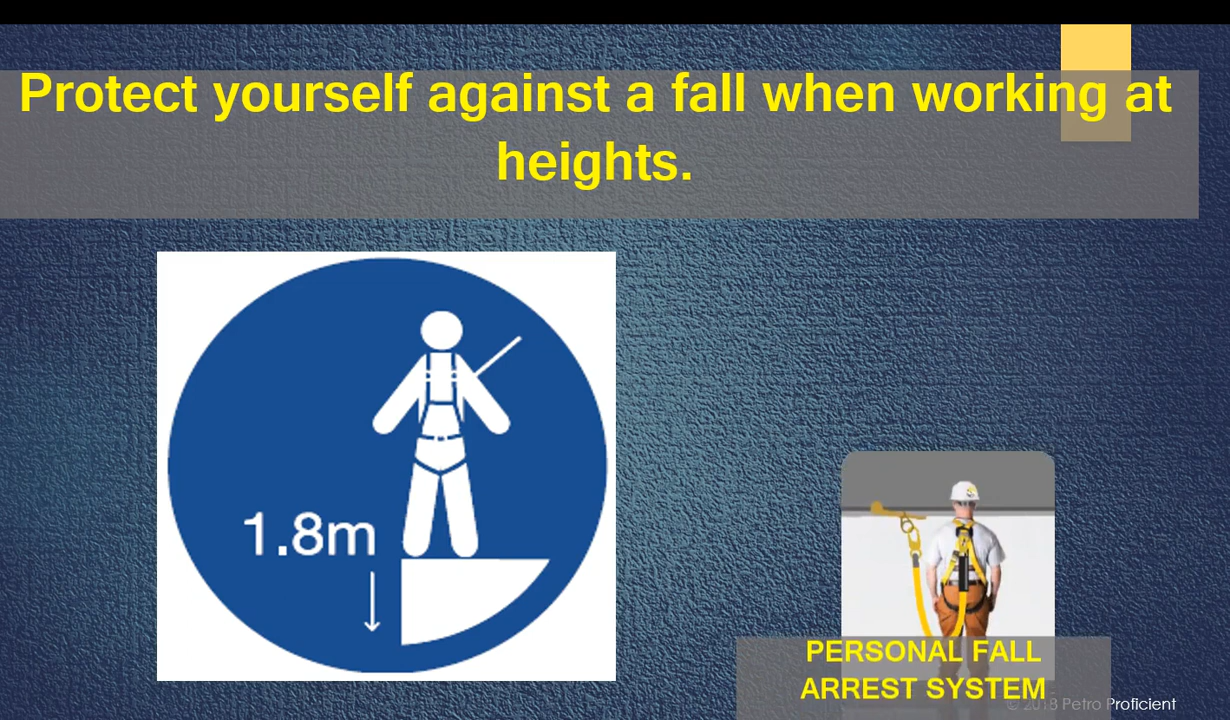 Protect yourself against a fall when working at
heights.
1.8m
PERSONAL FALL
ARREST SYSTEM
© 2018 Petro Proficient